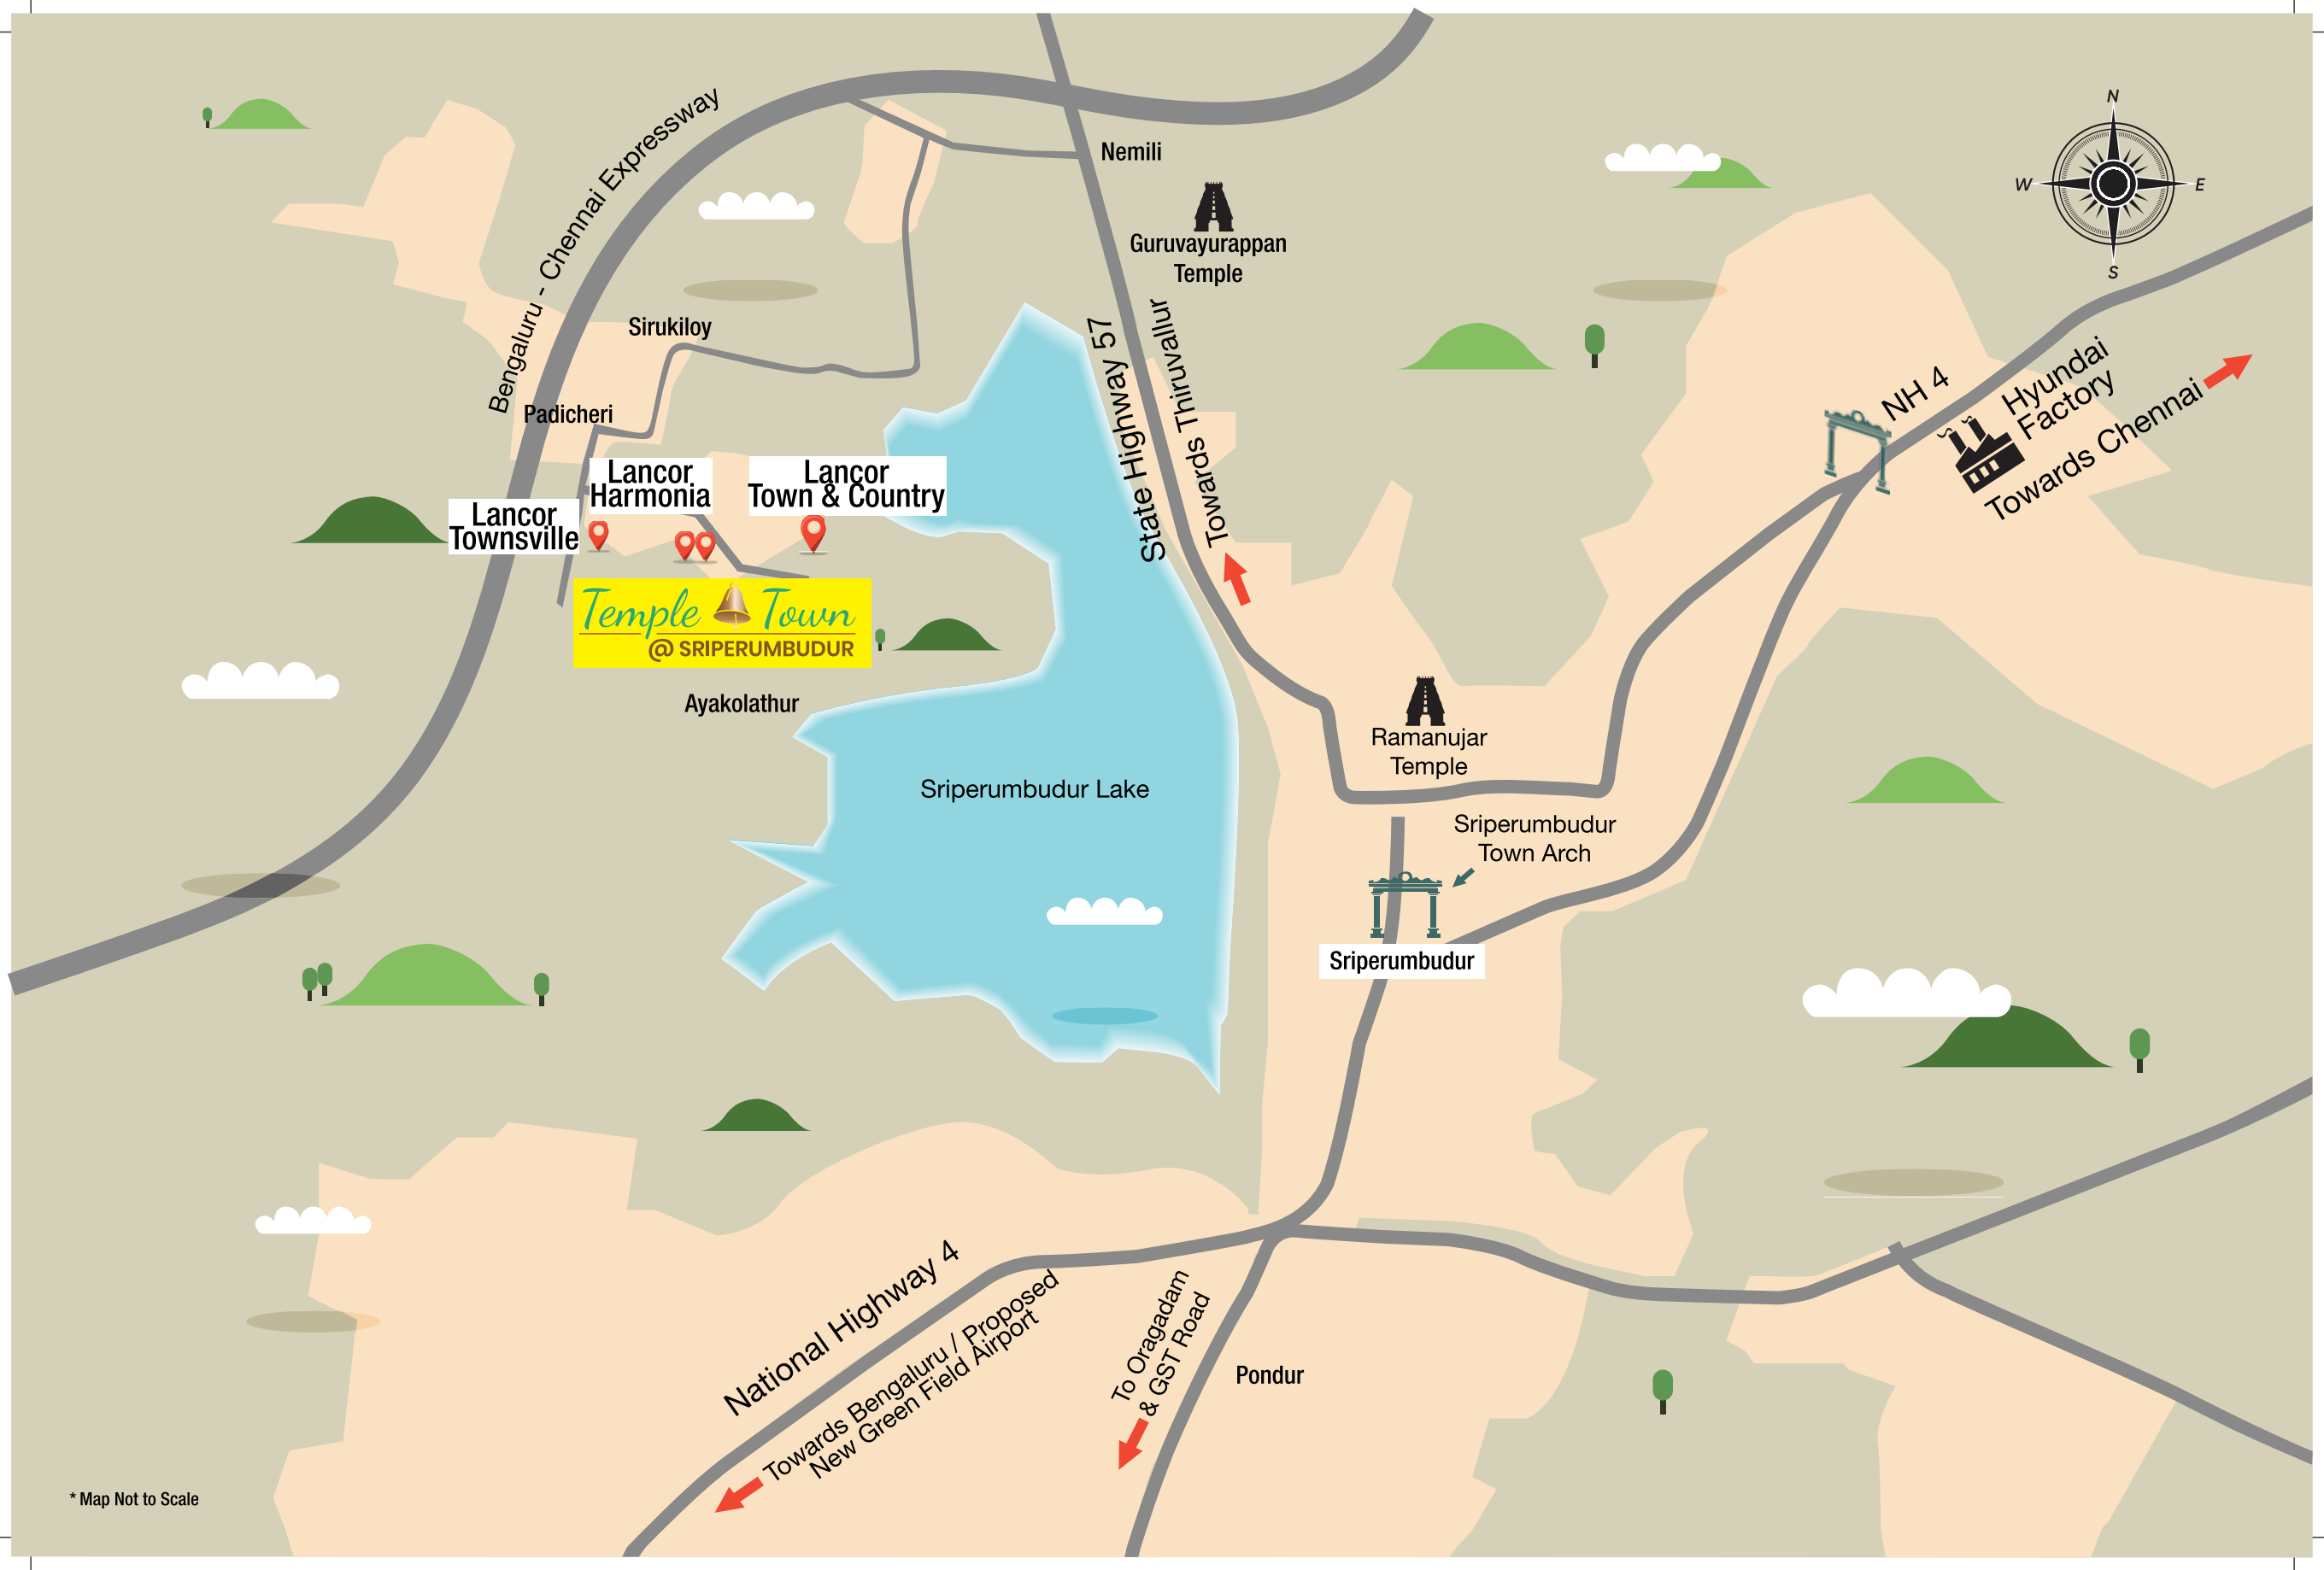 N
W
E
S
Bengaluru - Chennai Expressway
Nemili
Guruvayurappan
Temple
State Highway 57
Towards Thiruvallur
Sirukiloy
Padicheri
NH 4
Hyundai
Factory
Towards Chennai
Lancor
Harmonia
Lancor
Town & Country
Lancor
Townsville
Temple Town
@ SRIPERUMBUDUR
Ayakolathur
Sriperumbudur Lake
Ramanujar
Temple
Sriperumbudur
Town Arch
Sriperumbudur
National Highway 4
Towards Bengaluru / Proposed
New Green Field Airport
To Oragadam
& GST Road
Pondur
* Map Not to Scale